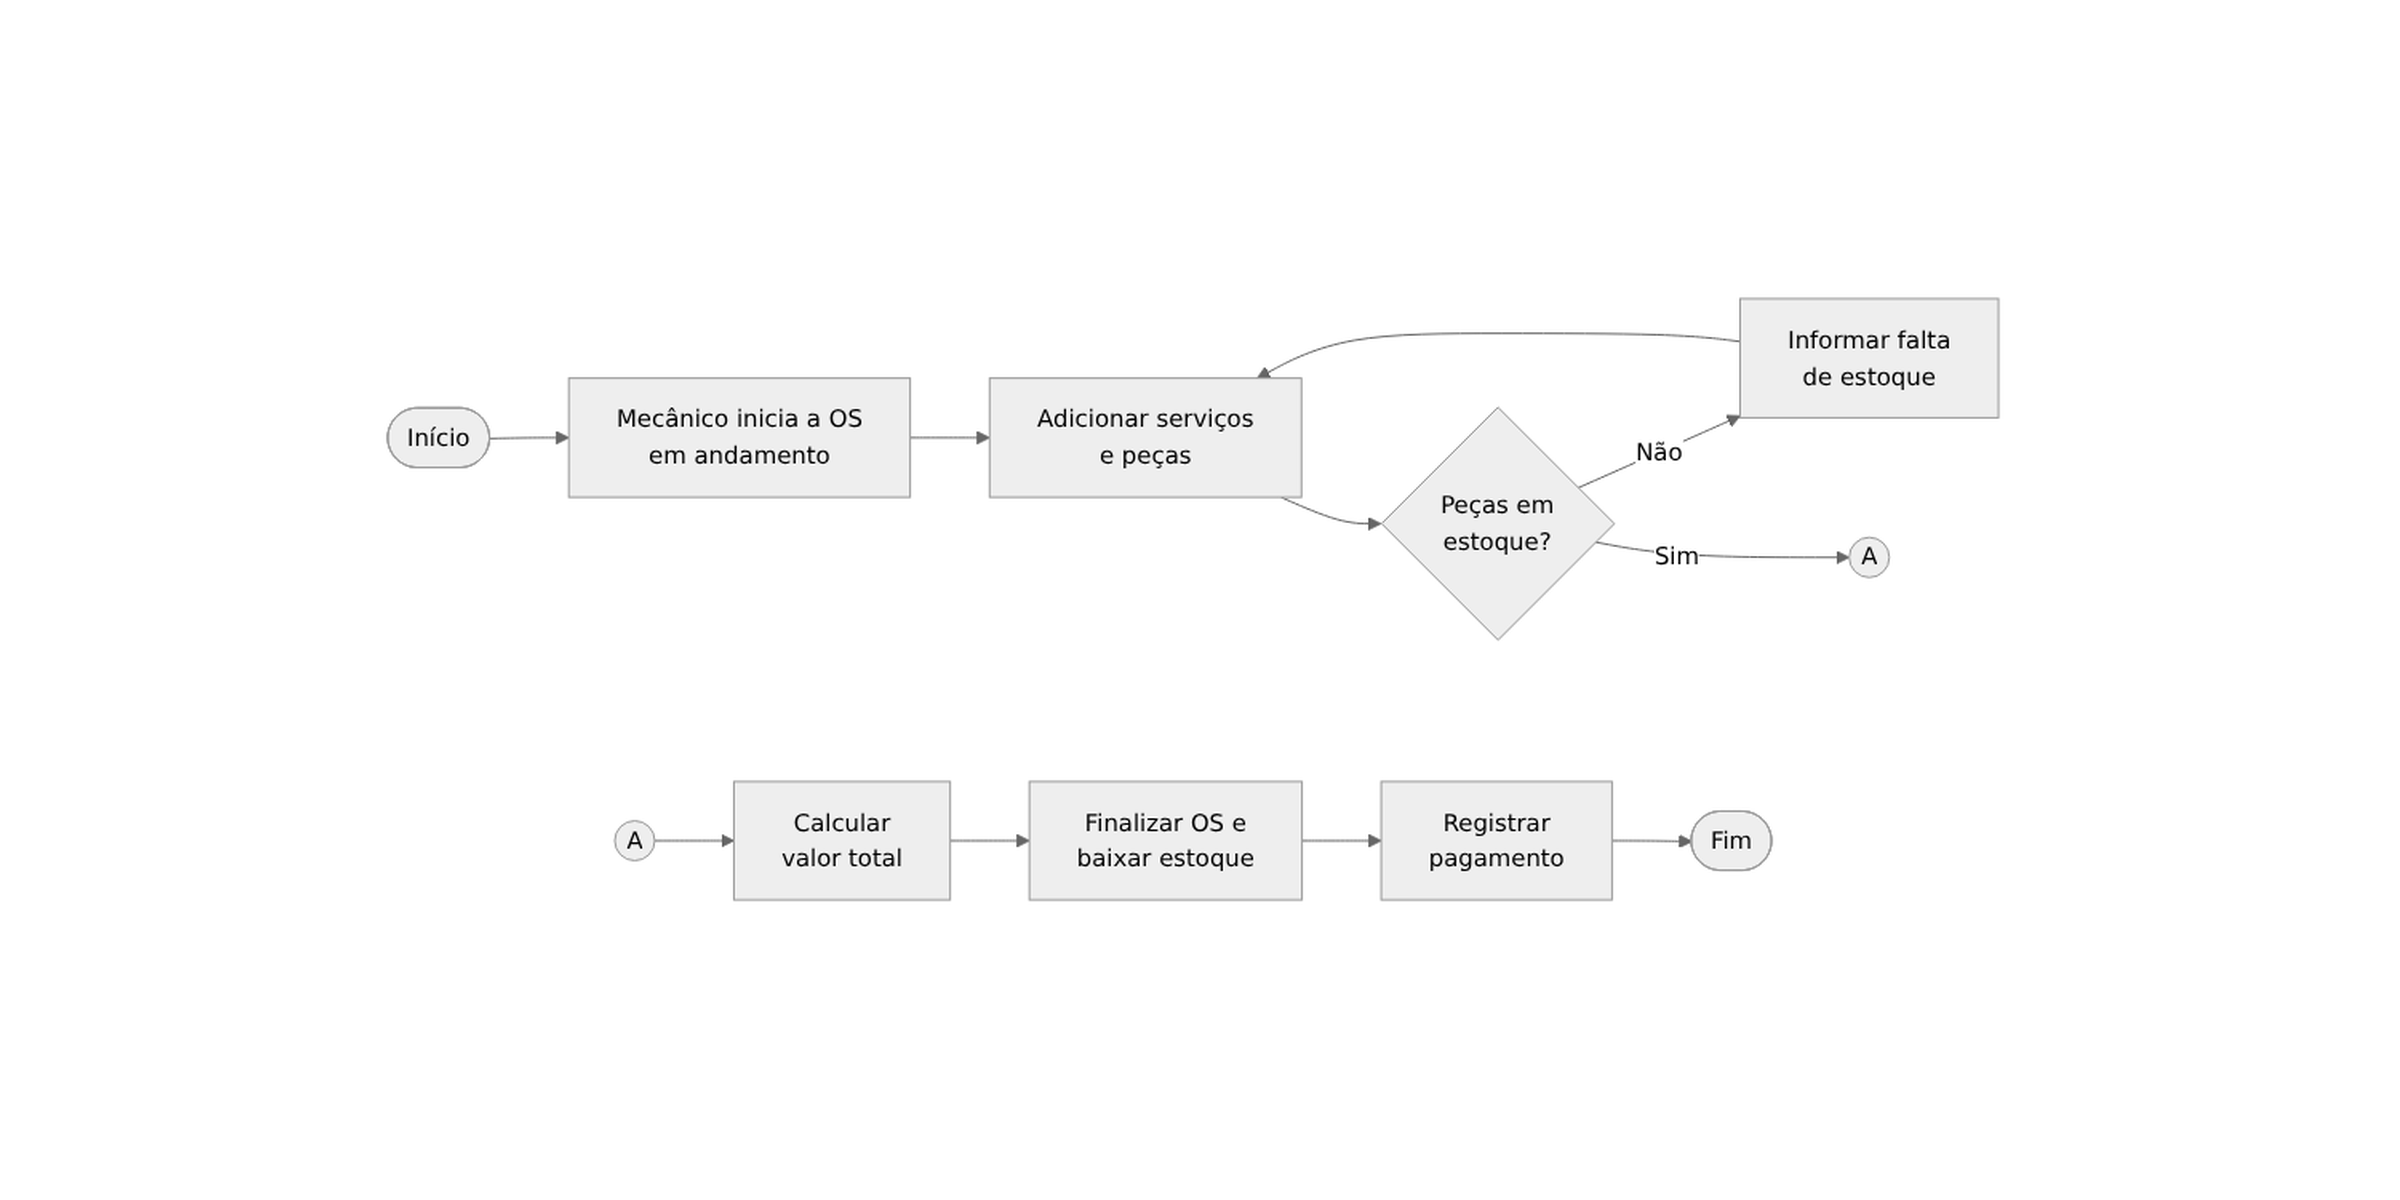 Início
Mecânico inicia a OS
em andamento
Adicionar serviços
e peças
Peças em
estoque?
Não
Informar falta
de estoque
Sim
A
A
Calcular
valor total
Finalizar OS e
baixar estoque
Registrar
pagamento
Fim